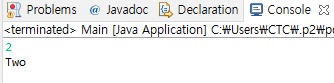 Problems @ Javadoc Declaration Console
<terminated> Main [Java Application] C:₩Users₩CTC₩.p2₩po
2
Two